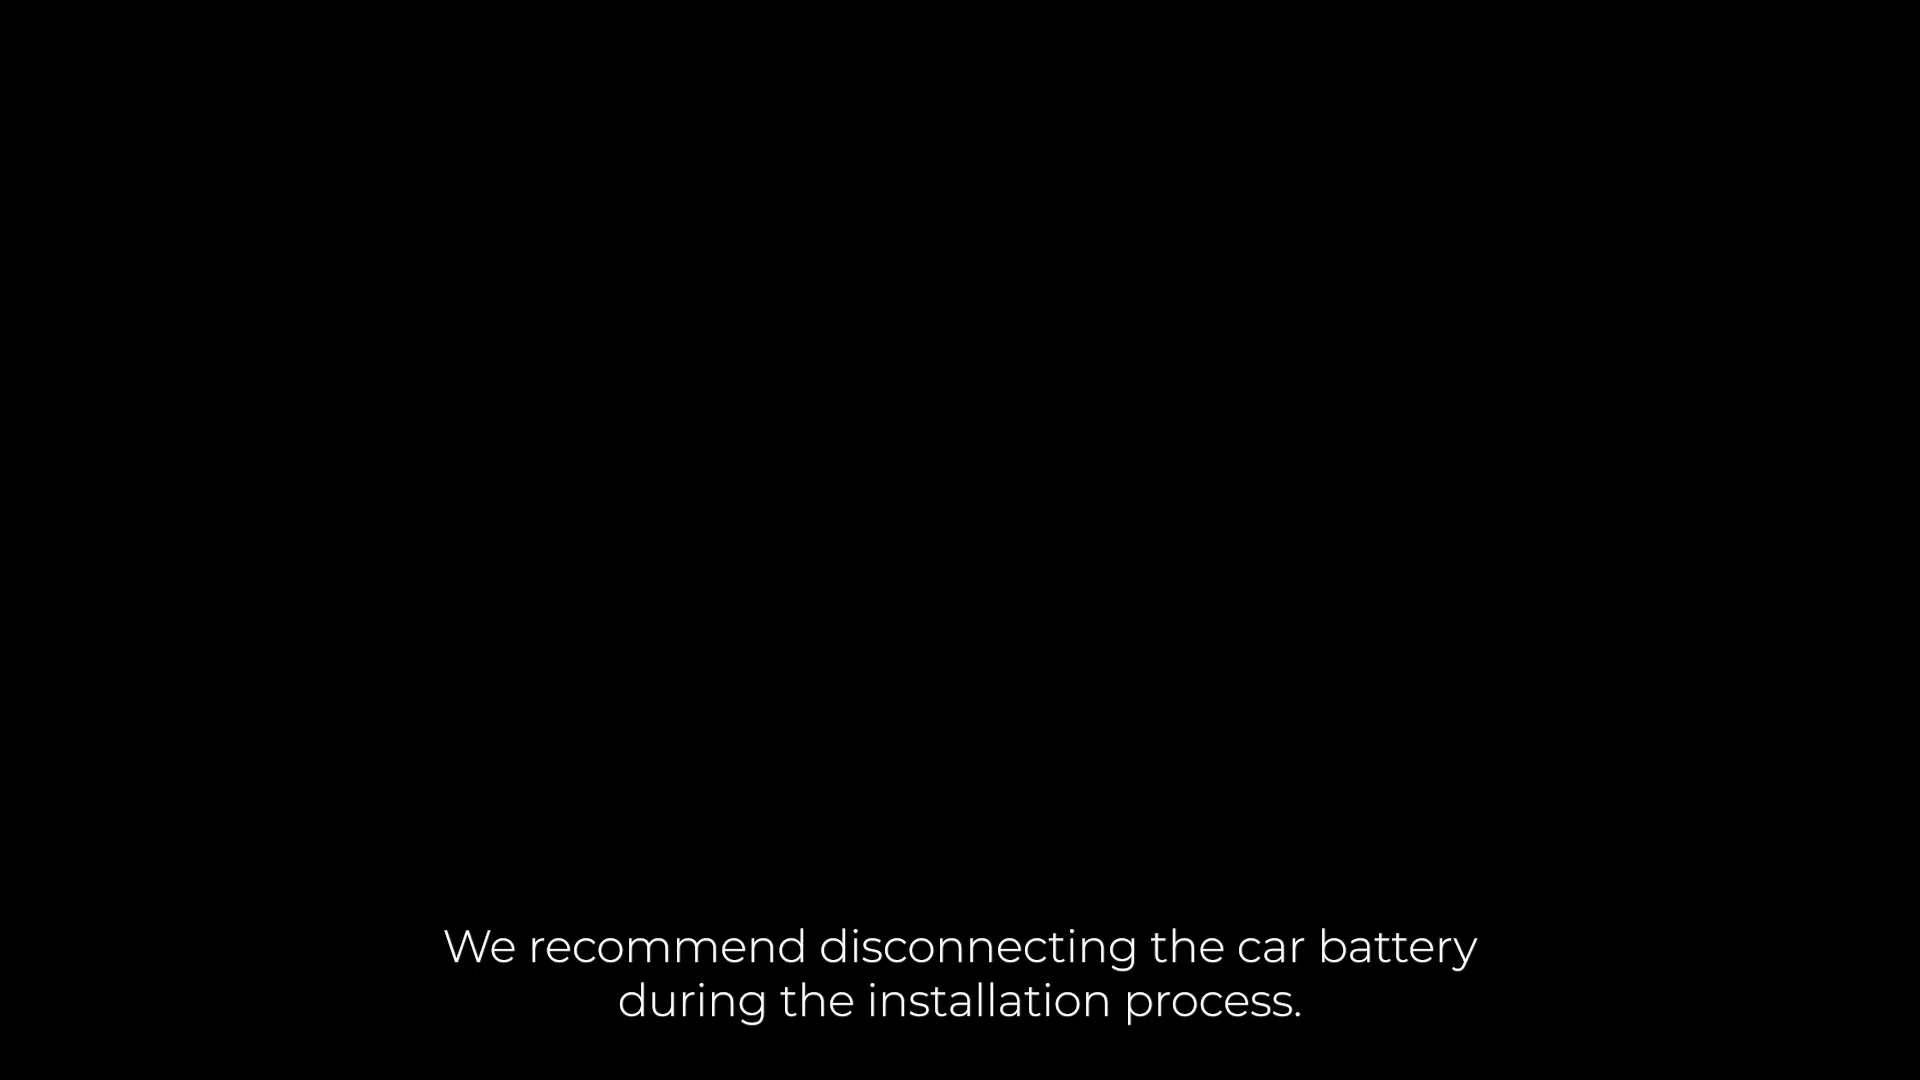 We recommend disconnecting the car battery
during the installation process.